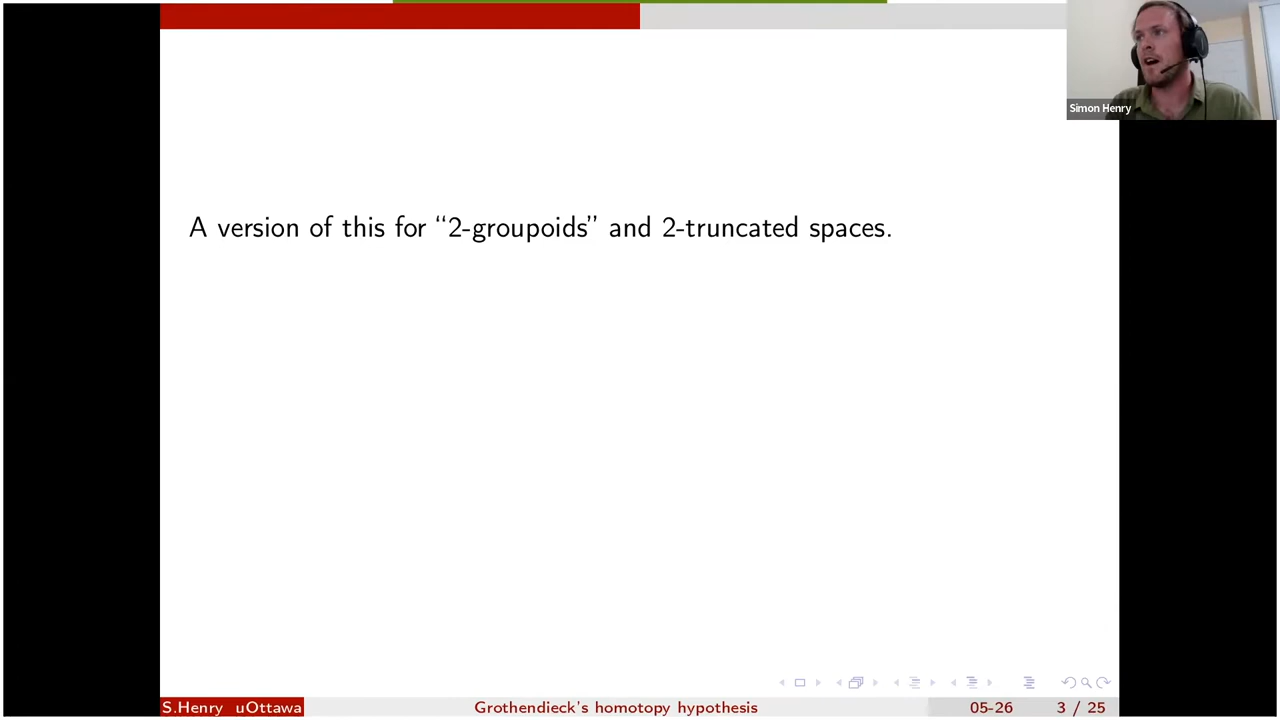 Simon Henry
A version of this for “2-groupoids” and 2-truncated spaces.
S.Henry uOttawa
Grothendieck's homotopy hypothesis
05-26
3 / 25